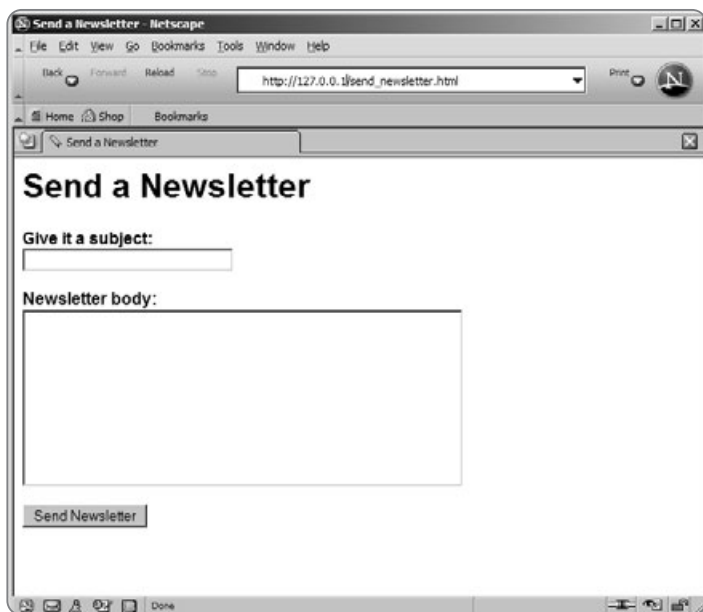 Send a Newsletter - Netscape
File Edit View Go Bookmarks Tools Window Help
Back Forward Reload Stop http://127.0.0.1/send_newsletter.html Print N
Home Shop Bookmarks
Send a Newsletter
Send a Newsletter
Give it a subject:
Newsletter body:
Send Newsletter
Done